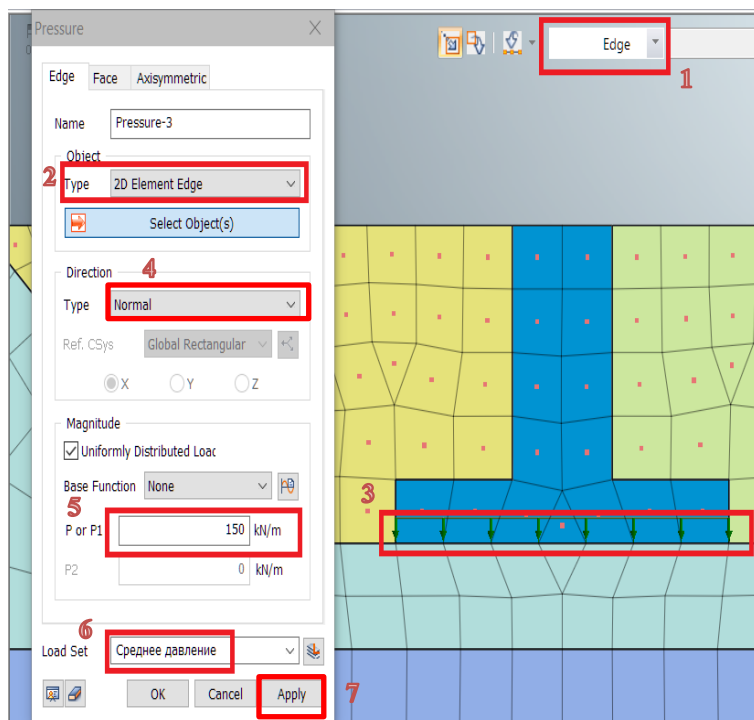 Pressure
Edge
1
Edge Face Axisymmetric
Name Pressure-3
Object
2 Type 2D Element Edge
Select Object(s)
Direction
4
Type Normal
Ref. CSys Global Rectangular
X Y Z
Magnitude
Uniformly Distributed Loac
Base Function None
5
P or P1 150 kN/m
3
P2 0 kN/m
6
Load Set Среднее давление
OK Cancel Apply 7